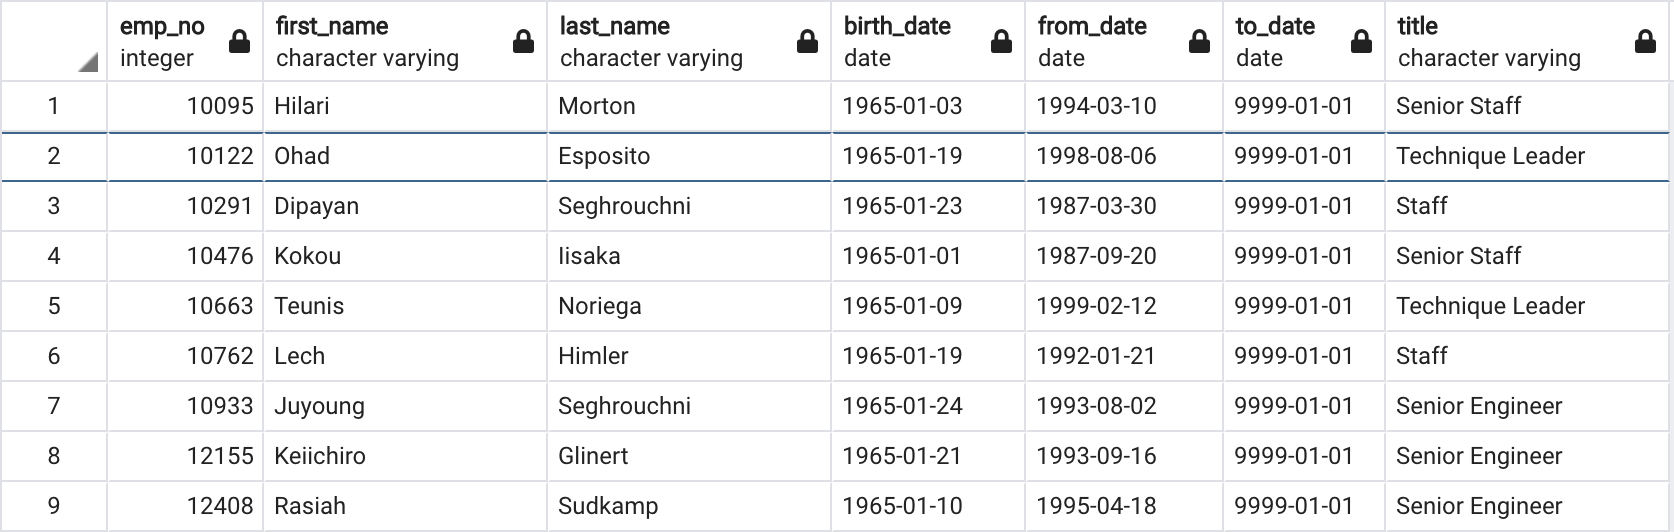 emp_no first_name last_name birth_date from_date to_date title
integer character varying character varying date date date character varying
1 10095 Hilari Morton 1965-01-03 1994-03-10 9999-01-01 Senior Staff
2 10122 Ohad Esposito 1965-01-19 1998-08-06 9999-01-01 Technique Leader
3 10291 Dipayan Seghrouchni 1965-01-23 1987-03-30 9999-01-01 Staff
4 10476 Kokou Iisaka 1965-01-01 1987-09-20 9999-01-01 Senior Staff
5 10663 Teunis Noriega 1965-01-09 1999-02-12 9999-01-01 Technique Leader
6 10762 Lech Himler 1965-01-19 1992-01-21 9999-01-01 Staff
7 10933 Juyoung Seghrouchni 1965-01-24 1993-08-02 9999-01-01 Senior Engineer
8 12155 Keiichiro Glinert 1965-01-21 1993-09-16 9999-01-01 Senior Engineer
9 12408 Rasiah Sudkamp 1965-01-10 1995-04-18 9999-01-01 Senior Engineer